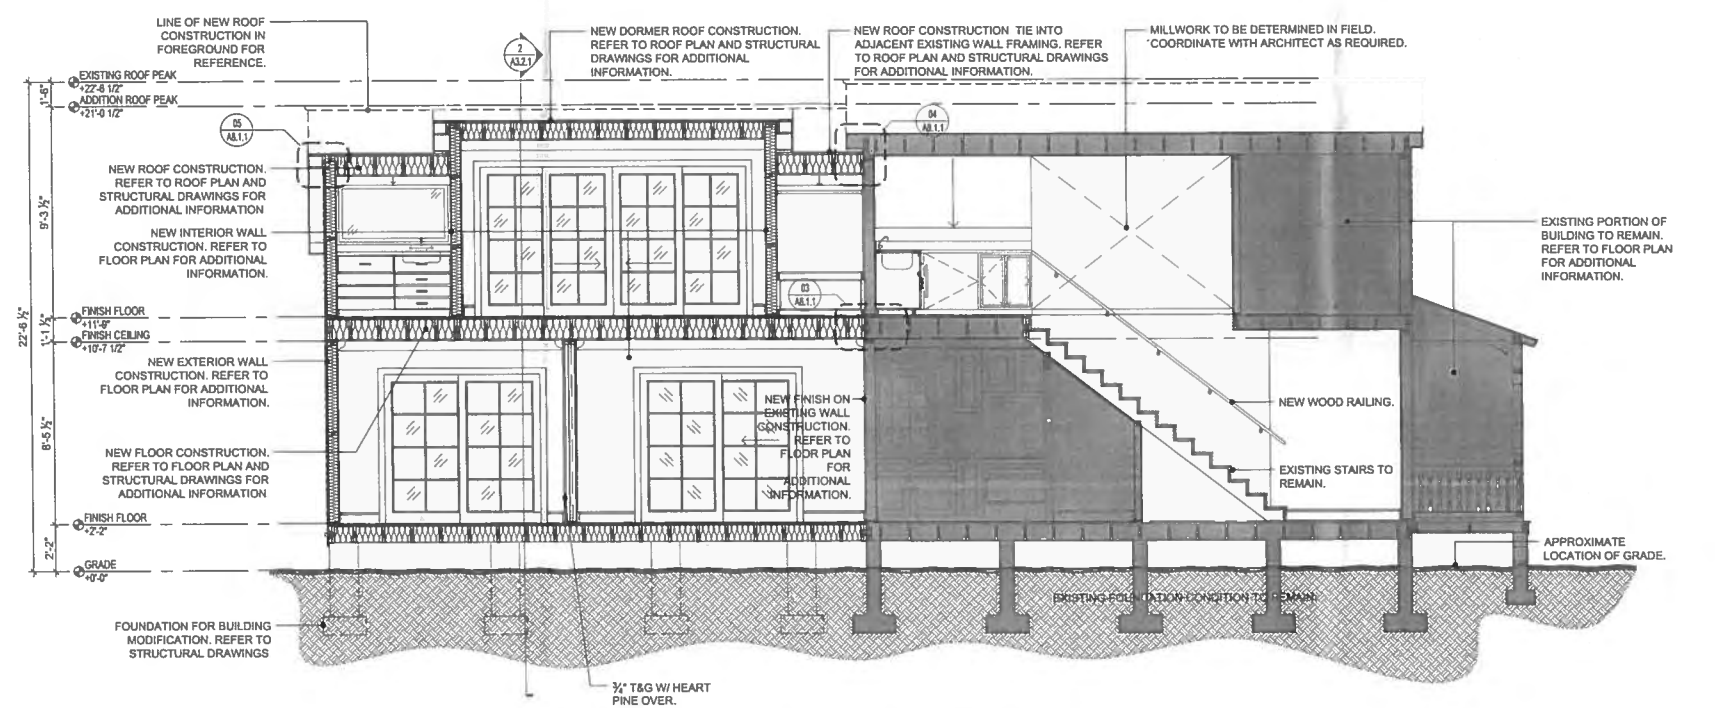 LINE OF NEW ROOF
CONSTRUCTION IN
FOREGROUND FOR
REFERENCE.
2
A3.2.1
NEW DORMER ROOF CONSTRUCTION.
REFER TO ROOF PLAN AND STRUCTURAL
DRAWINGS FOR ADDITIONAL
INFORMATION.
NEW ROOF CONSTRUCTION TIE INTO
ADJACENT EXISTING WALL FRAMING. REFER
TO ROOF PLAN AND STRUCTURAL DRAWINGS
FOR ADDITIONAL INFORMATION.
MILLWORK TO BE DETERMINED IN FIELD.
COORDINATE WITH ARCHITECT AS REQUIRED.
EXISTING ROOF PEAK
+22'-6 1/2"
ADDITION ROOF PEAK
+21'-0 1/2"
1'-6"
05
A8.1.1
04
A8.1.1
NEW ROOF CONSTRUCTION.
REFER TO ROOF PLAN AND
STRUCTURAL DRAWINGS FOR
ADDITIONAL INFORMATION
9'-3 ½"
NEW INTERIOR WALL
CONSTRUCTION. REFER TO
FLOOR PLAN FOR ADDITIONAL
INFORMATION.
EXISTING PORTION OF
BUILDING TO REMAIN.
REFER TO FLOOR PLAN
FOR ADDITIONAL
INFORMATION.
03
A8.1.1
22'-6 ½"
FINISH FLOOR
+11'-9"
1'-1 ½"
FINISH CEILING
+10'-7 1/2"
NEW EXTERIOR WALL
CONSTRUCTION. REFER TO
FLOOR PLAN FOR ADDITIONAL
INFORMATION.
8'-5 ½"
NEW FINISH ON
EXISTING WALL
CONSTRUCTION.
REFER TO
FLOOR PLAN
FOR
ADDITIONAL
INFORMATION.
NEW WOOD RAILING.
NEW FLOOR CONSTRUCTION.
REFER TO FLOOR PLAN AND
STRUCTURAL DRAWINGS FOR
ADDITIONAL INFORMATION
EXISTING STAIRS TO
REMAIN.
FINISH FLOOR
+2'-2"
2'-2"
GRADE
+0'-0"
APPROXIMATE
LOCATION OF GRADE.
EXISTING FOUNDATION CONDITION TO REMAIN.
FOUNDATION FOR BUILDING
MODIFICATION. REFER TO
STRUCTURAL DRAWINGS
¾" T&G W/ HEART
PINE OVER.